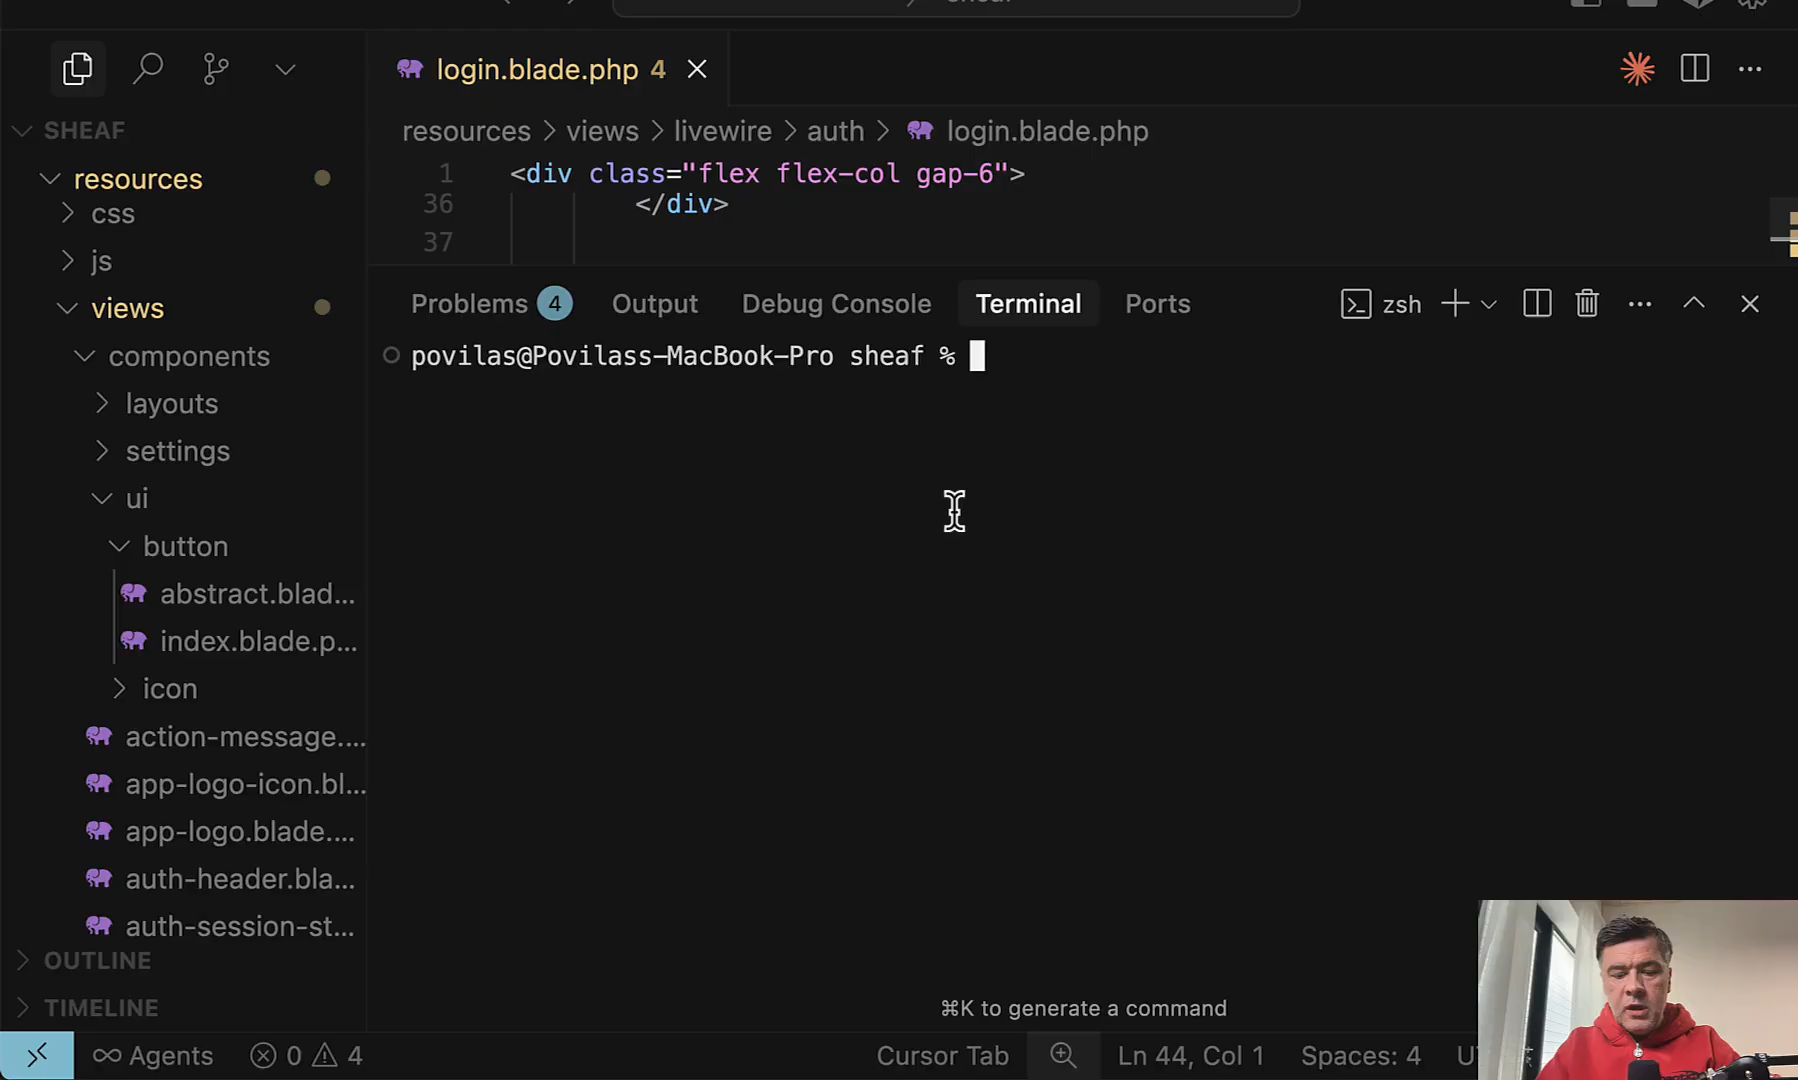 login.blade.php 4
SHEAF
resources
css
js
views
components
layouts
settings
ui
button
abstract.blad...
index.blade.p...
icon
action-message....
app-logo-icon.bl...
app-logo.blade....
auth-header.bla...
auth-session-st...
OUTLINE
TIMELINE
resources > views > livewire > auth > login.blade.php
1 <div class="flex flex-col gap-6">
36 </div>
37
Problems 4 Output Debug Console Terminal Ports
zsh
povilas@Povilass-MacBook-Pro sheaf %
⌘K to generate a command
Agents 0 4
Cursor Tab Ln 44, Col 1 Spaces: 4